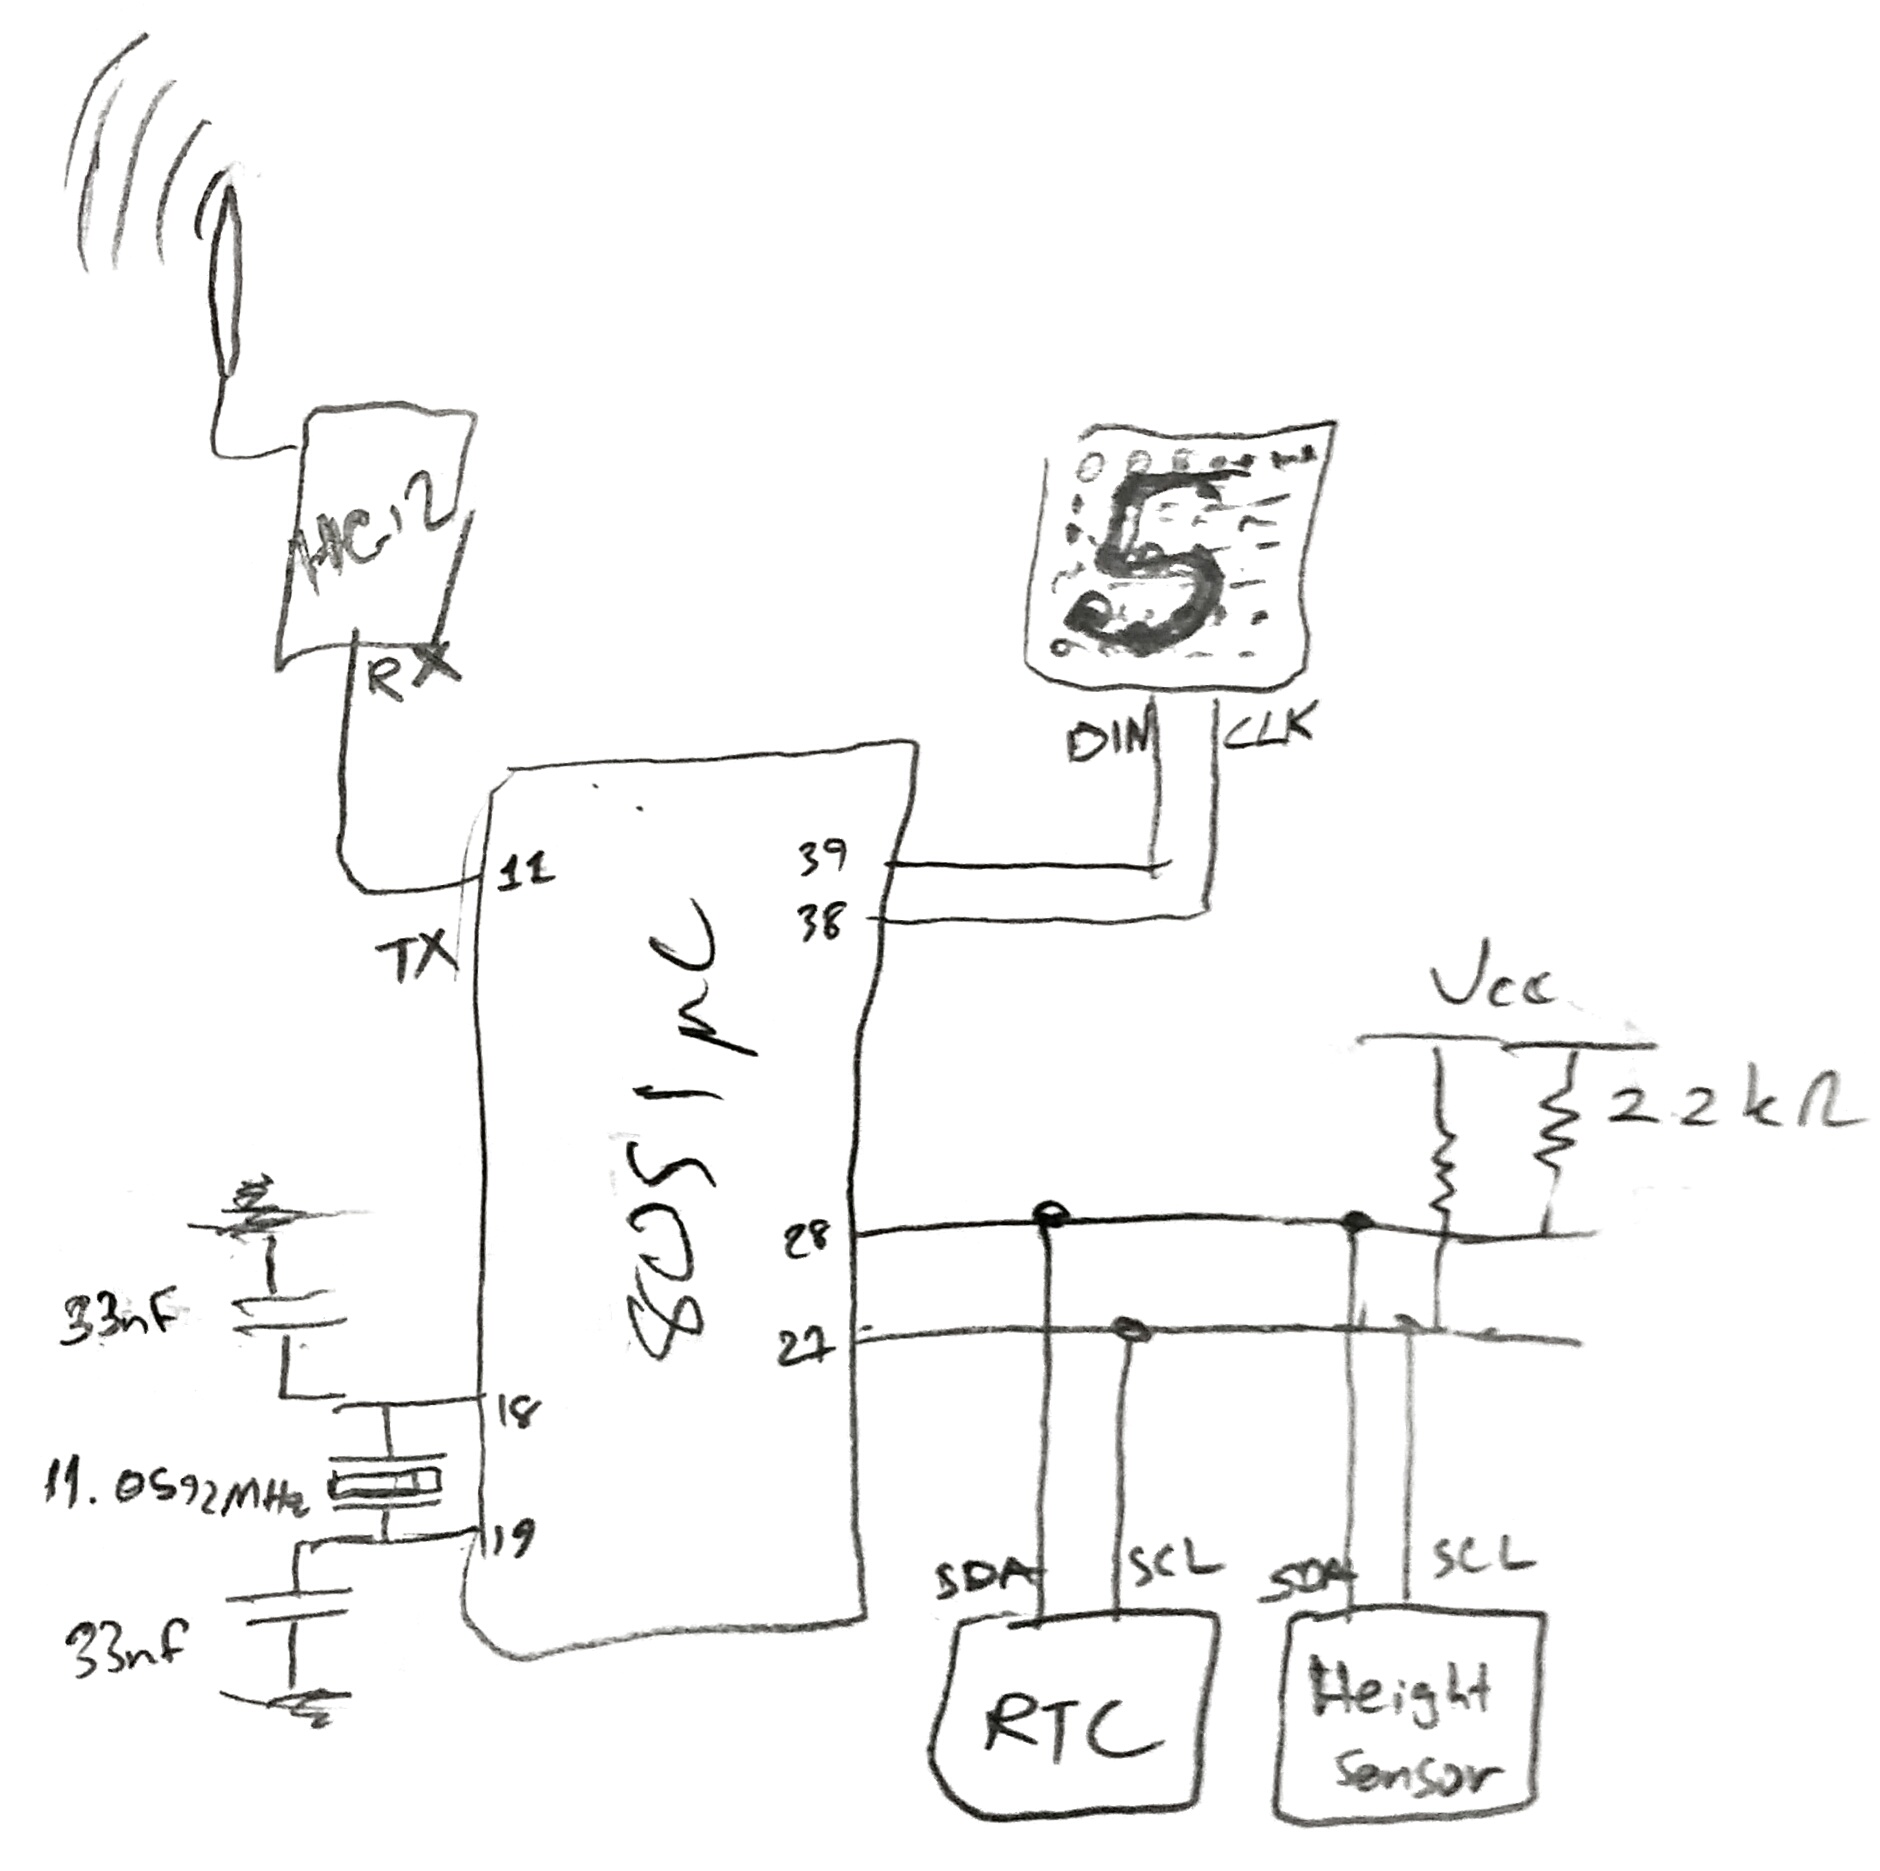 HC12
RX
5
DIN
CLK
11
39
38
TX
8051 μC
Vcc
2.2kΩ
28
27
33nF
18
11.0592MHz
19
33nF
SDA
SCL
SDA
SCL
RTC
Height
Sensor